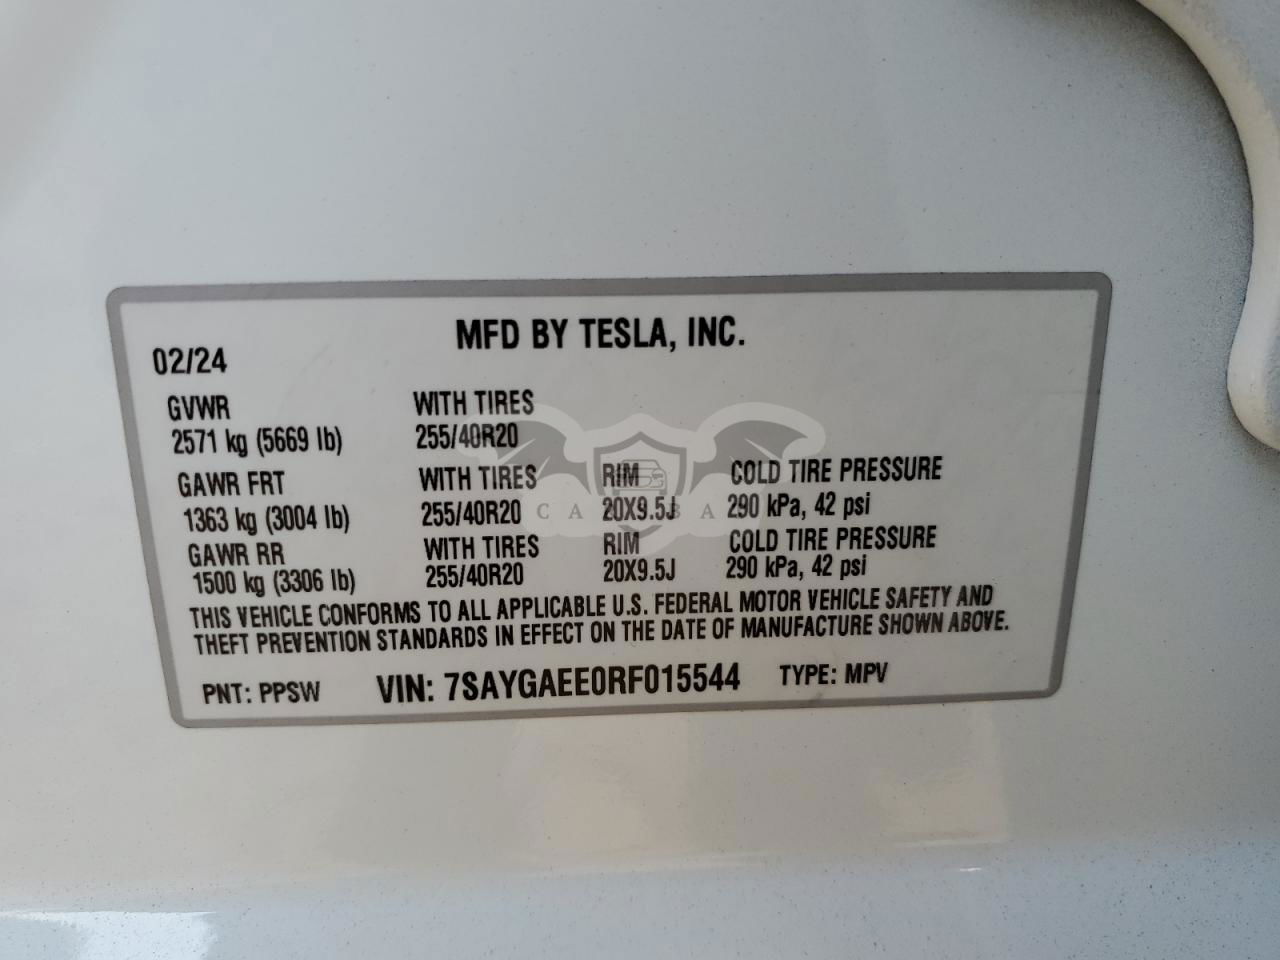 MFD BY TESLA, INC.
02/24
GVWR WITH TIRES
2571 kg (5669 lb) 255/40R20
GAWR FRT WITH TIRES RIM COLD TIRE PRESSURE
1363 kg (3004 lb) 255/40R20 20X9.5J 290 kPa, 42 psi
GAWR RR WITH TIRES RIM COLD TIRE PRESSURE
1500 kg (3306 lb) 255/40R20 20X9.5J 290 kPa, 42 psi
THIS VEHICLE CONFORMS TO ALL APPLICABLE U.S. FEDERAL MOTOR VEHICLE SAFETY AND
THEFT PREVENTION STANDARDS IN EFFECT ON THE DATE OF MANUFACTURE SHOWN ABOVE.
PNT: PPSW VIN: 7SAYGAEE0RF015544 TYPE: MPV